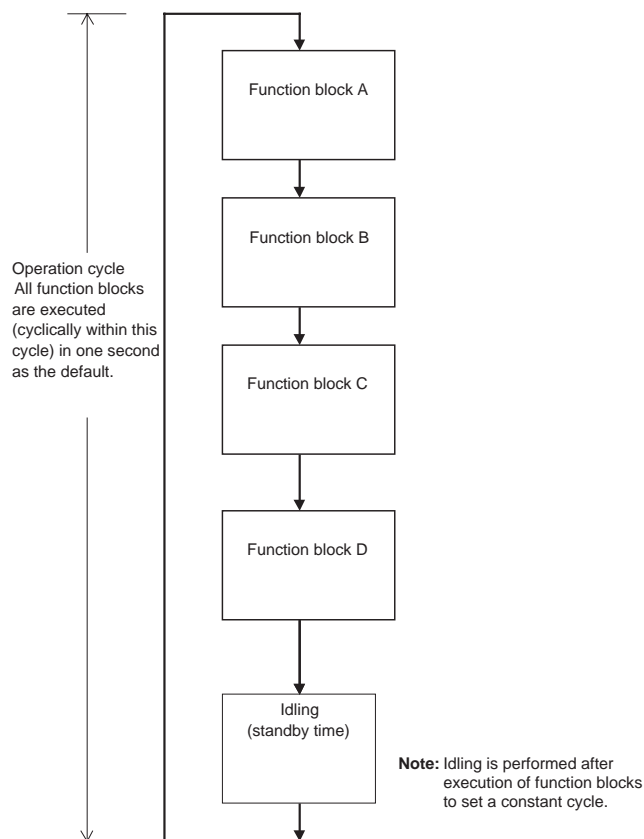 Function block A
Function block B
Operation cycle
All function blocks
are executed
(cyclically within this
cycle) in one second
as the default.
Function block C
Function block D
Idling
(standby time)
Note: Idling is performed after
execution of function blocks
to set a constant cycle.